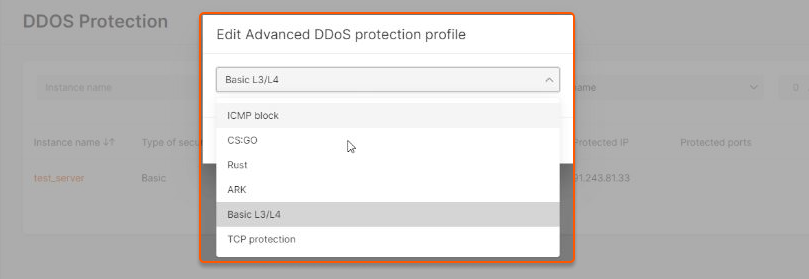 DDOS Protection
Edit Advanced DDoS protection profile
Instance name
Basic L3/L4
name
ICMP block
CS:GO
Rust
ARK
Basic L3/L4
TCP protection
Instance name ↓↑
Type of secu
Protected IP
Protected ports
test_server
Basic
91.243.81.33